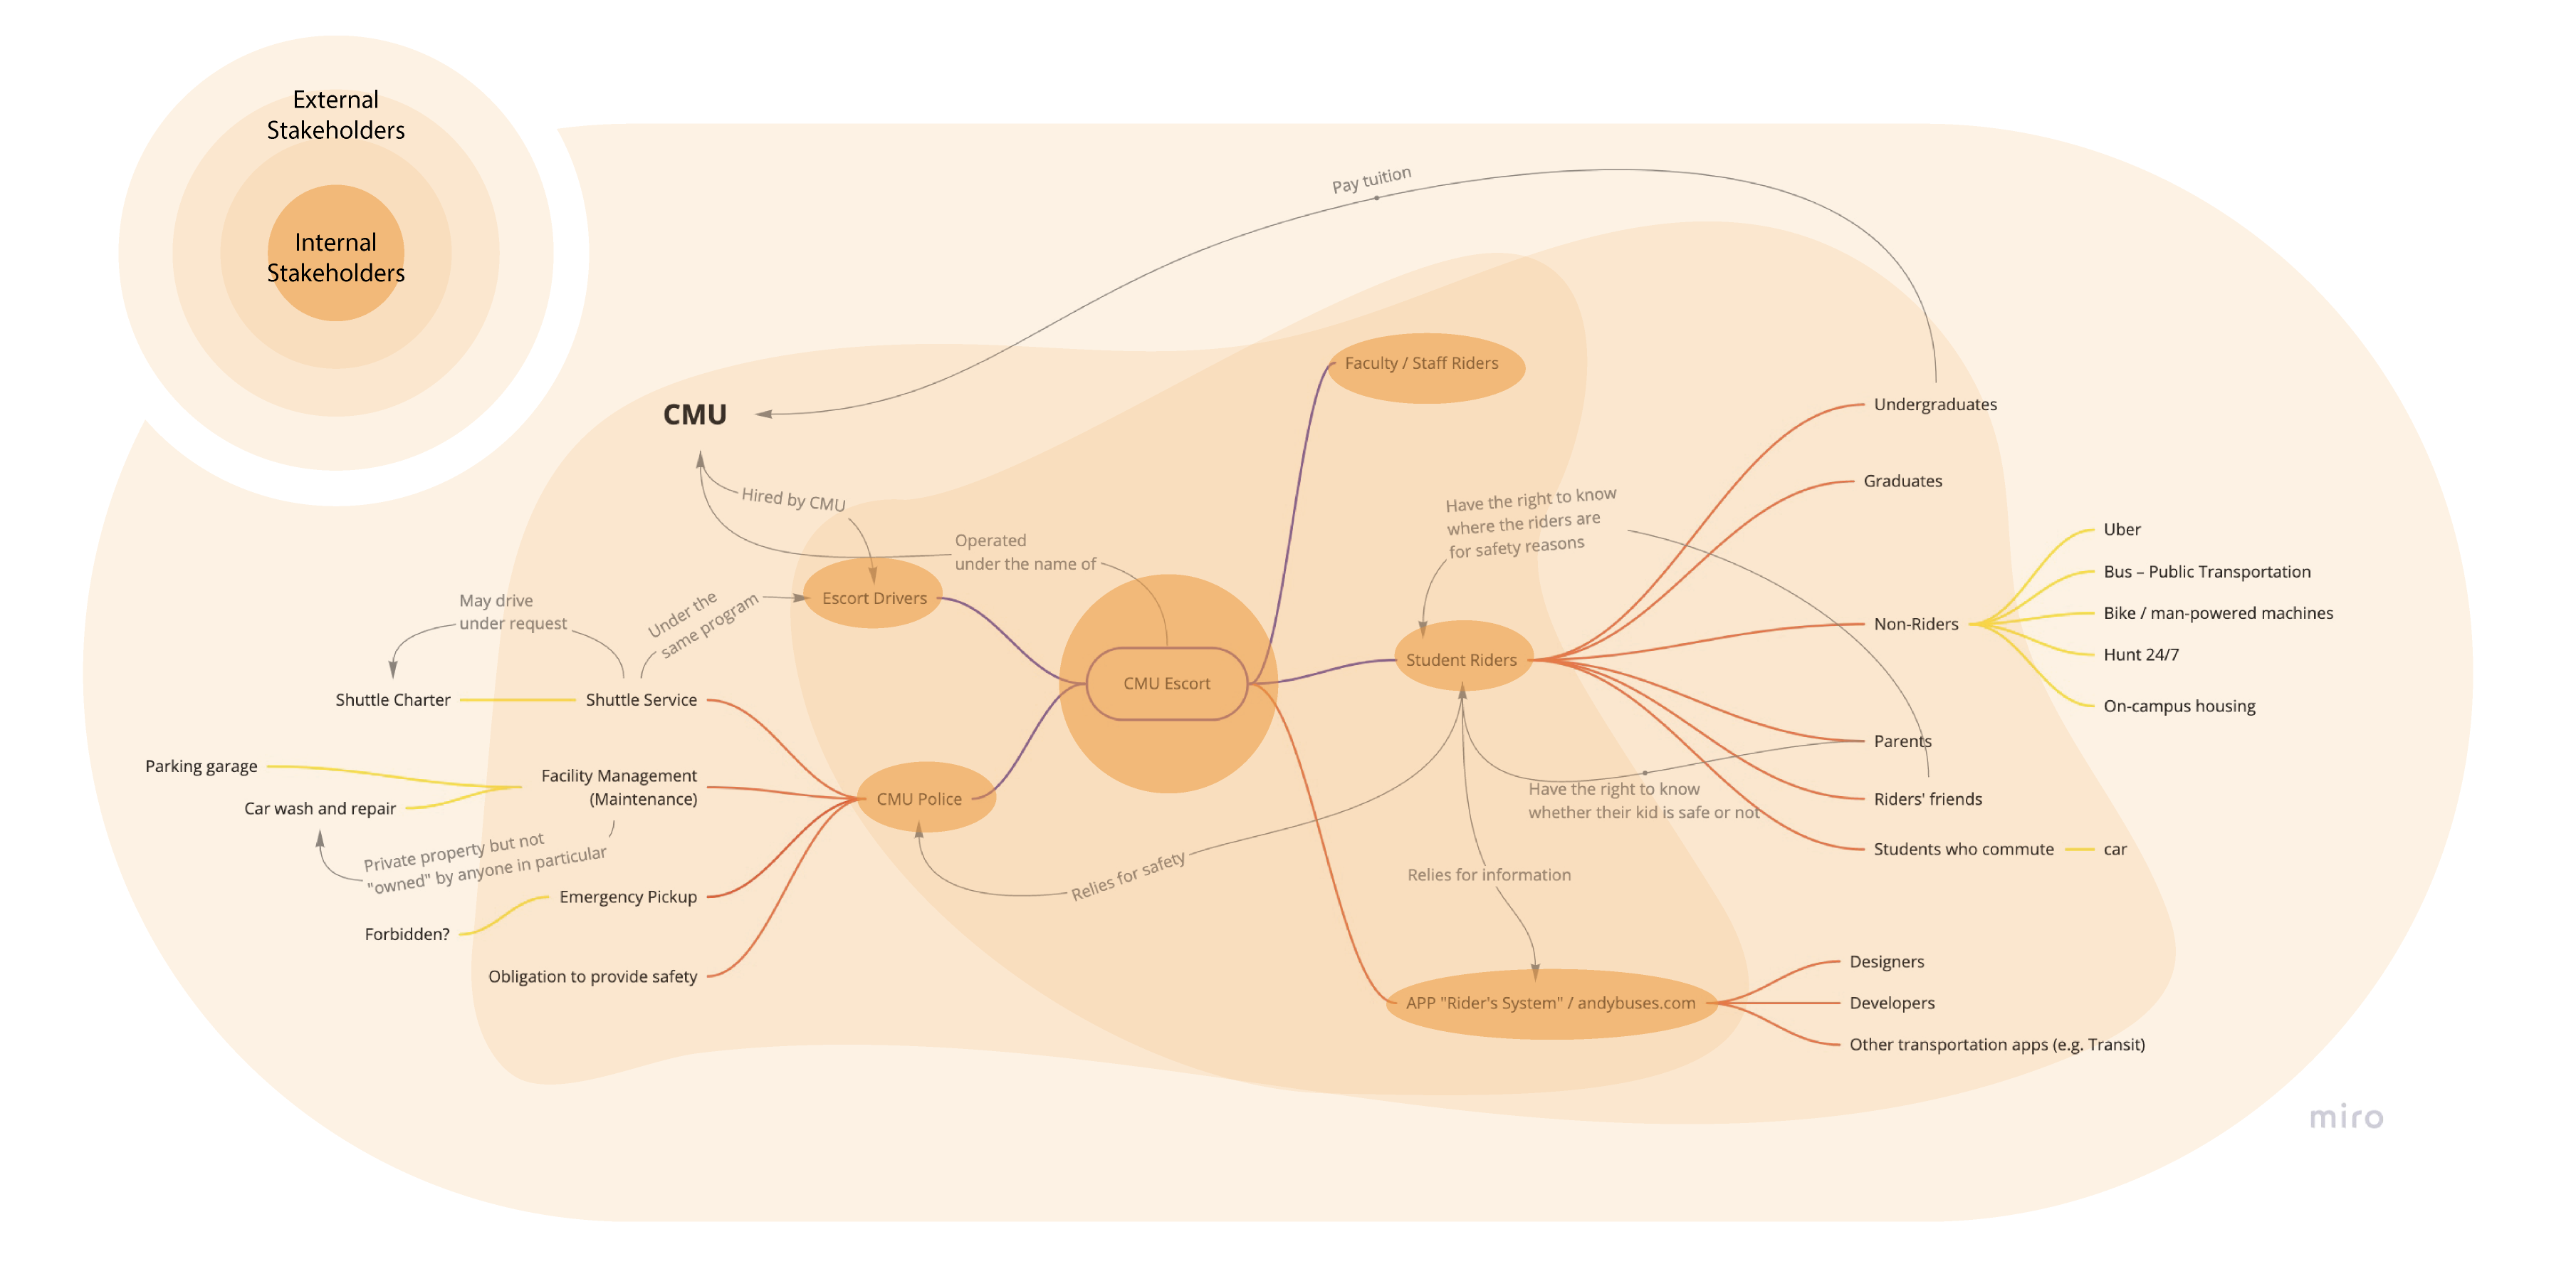 External
Stakeholders
Internal
Stakeholders
Pay tuition
CMU
Hired by CMU
Operated
under the name of
Faculty / Staff Riders
Undergraduates
Graduates
Have the right to know
where the riders are
for safety reasons
Uber
Bus – Public Transportation
Bike / man-powered machines
Hunt 24/7
On-campus housing
Non-Riders
Escort Drivers
Under the
same program
May drive
under request
Shuttle Charter
Shuttle Service
CMU Escort
Student Riders
Parents
Parking garage
Facility Management
(Maintenance)
Car wash and repair
CMU Police
Have the right to know
whether their kid is safe or not
Riders' friends
Private property but not
"owned" by anyone in particular
Students who commute
car
Relies for safety
Relies for information
Emergency Pickup
Forbidden?
Obligation to provide safety
Designers
APP "Rider's System" / andybuses.com
Developers
Other transportation apps (e.g. Transit)
miro